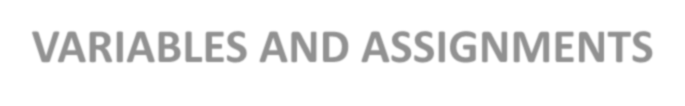 VARIABLES AND ASSIGNMENTS